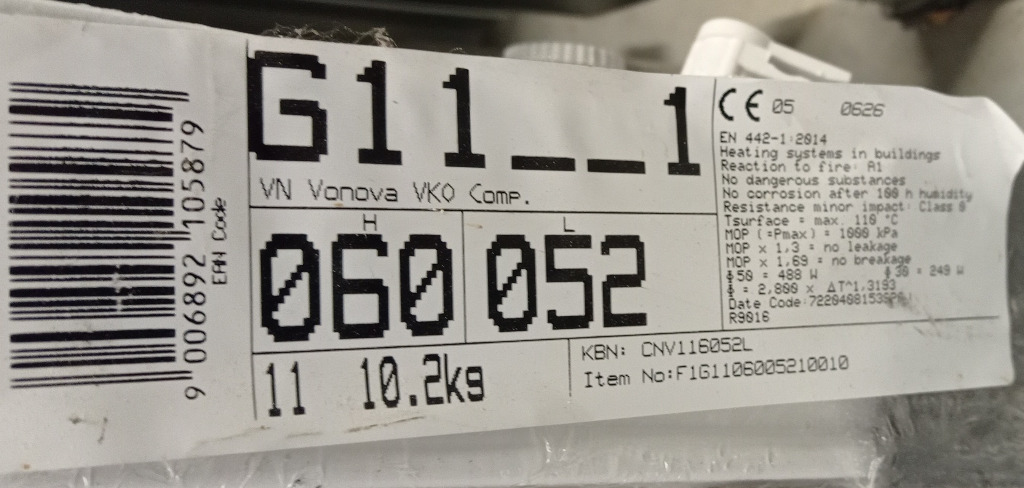 9 006892 105879
EAN Code
G11__1
VN Vonova VKO Comp.
H
060
L
052
11 10.2kg
KBN: CNV116052L
Item No:F1G1106005210010
CE 05 0626
EN 442-1:2014
Heating systems in buildings
Reaction to fire: A1
No dangerous substances
No corrosion after 100 h humidity
Resistance minor impact: Class 0
Tsurface = max. 110 °C
MOP (=Pmax) = 1000 kPa
MOP x 1,3 = no leakage
MOP x 1,69 = no breakage
ϕ50 = 488 W ϕ30 = 249 W
ϕ = 2,800 x ΔT^1,3193
Date Code:
R9016